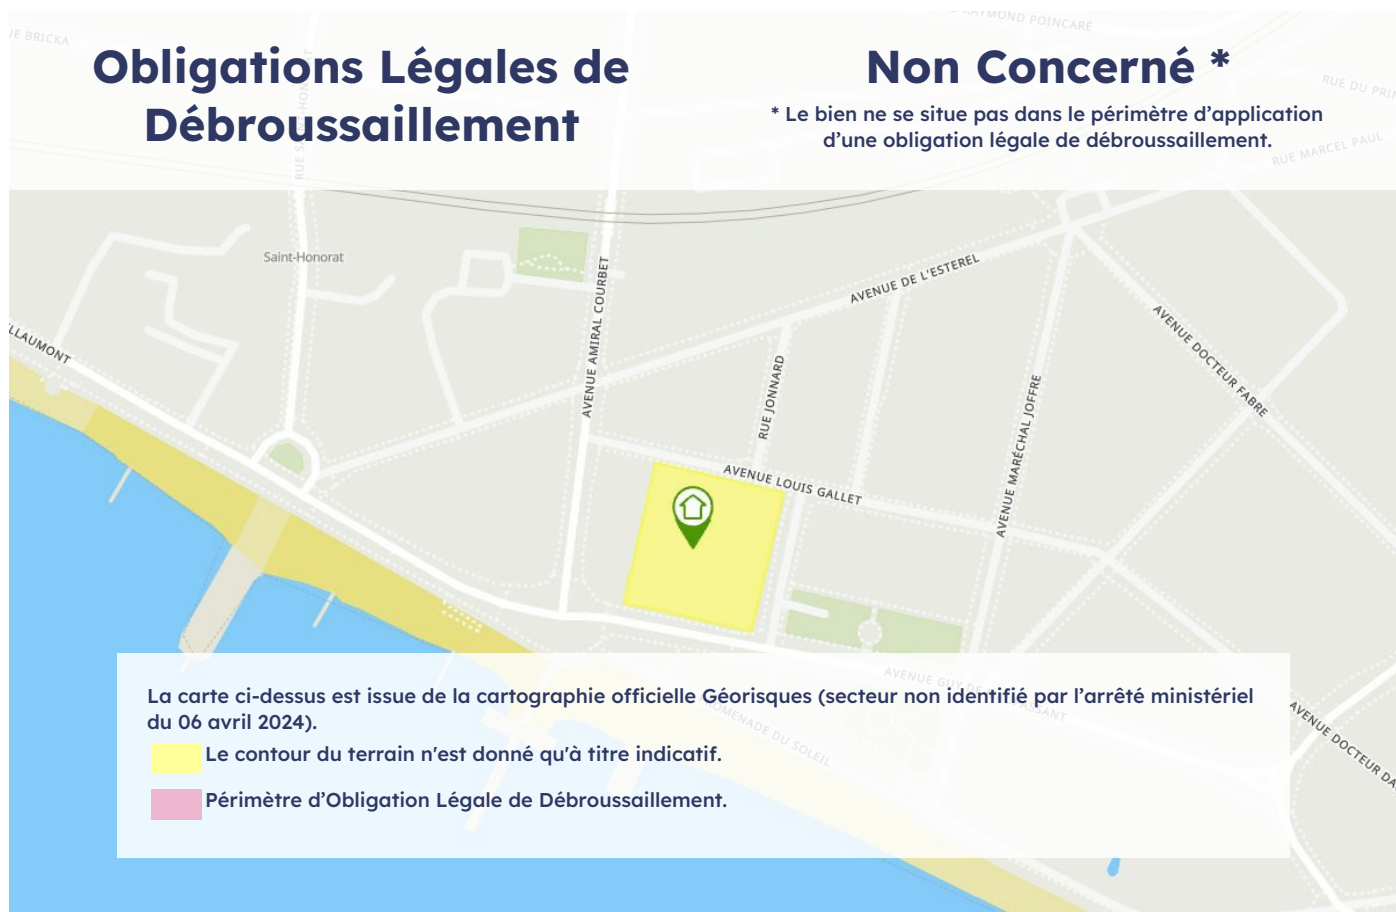 Obligations Légales de
Débroussaillement
Non Concerné *
* Le bien ne se situe pas dans le périmètre d'application
d'une obligation légale de débroussaillement.
RAYMOND POINCARÉ
RUE BRICKA
RUE MARCEL PAUL
Saint-Honorat
AVENUE AMIRAL COURBET
AVENUE DE L'ESTEREL
AVENUE DOCTEUR FABRE
RUE JONNARD
AVENUE MARÉCHAL JOFFRE
AVENUE LOUIS GALLET
LLAUMONT
La carte ci-dessus est issue de la cartographie officielle Géorisques (secteur non identifié par l'arrêté ministériel
du 06 avril 2024).
Le contour du terrain n'est donné qu'à titre indicatif.
Périmètre d'Obligation Légale de Débroussaillement.
PROMENADE DU SOLEIL
AVENUE DOCTEUR DA